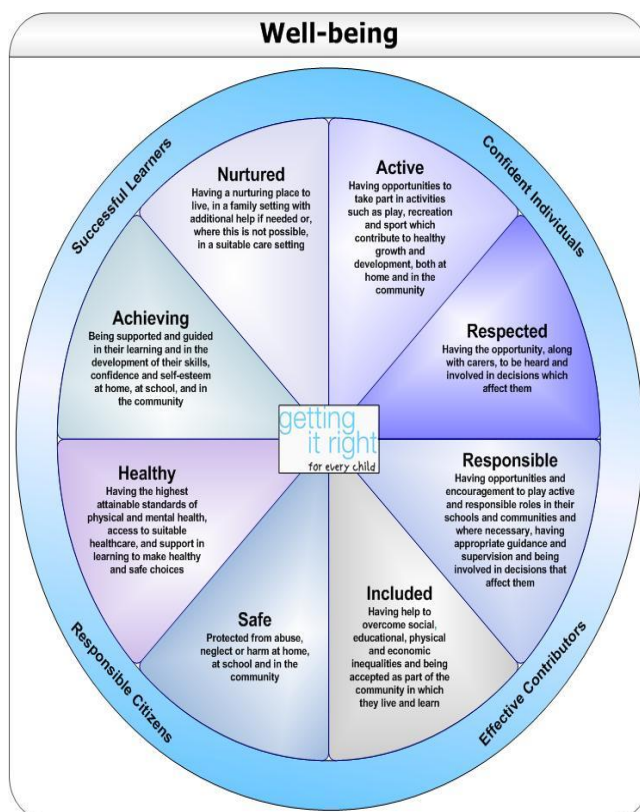 Well-being
Successful Learners
Confident Individuals
Nurtured
Having a nurturing place to
live, in a family setting with
additional help if needed or,
where this is not possible,
in a suitable care setting
Active
Having opportunities to
take part in activities
such as play, recreation
and sport which
contribute to healthy
growth and
development, both at
home and in the
community
Achieving
Being supported and guided
in their learning and in the
development of their skills,
confidence and self-esteem
at home, at school, and in
the community
Respected
Having the opportunity, along
with carers, to be heard and
involved in decisions which
affect them
getting
it right
for every child
Healthy
Having the highest
attainable standards of
physical and mental health,
access to suitable
healthcare, and support in
learning to make healthy
and safe choices
Responsible
Having opportunities and
encouragement to play active
and responsible roles in their
schools and communities and
where necessary, having
appropriate guidance and
supervision and being
involved in decisions that
affect them
Safe
Protected from abuse,
neglect or harm at home,
at school and in the
community
Included
Having help to
overcome social,
educational, physical
and economic
inequalities and being
accepted as part of the
community in which
they live and learn
Responsible Citizens
Effective Contributors